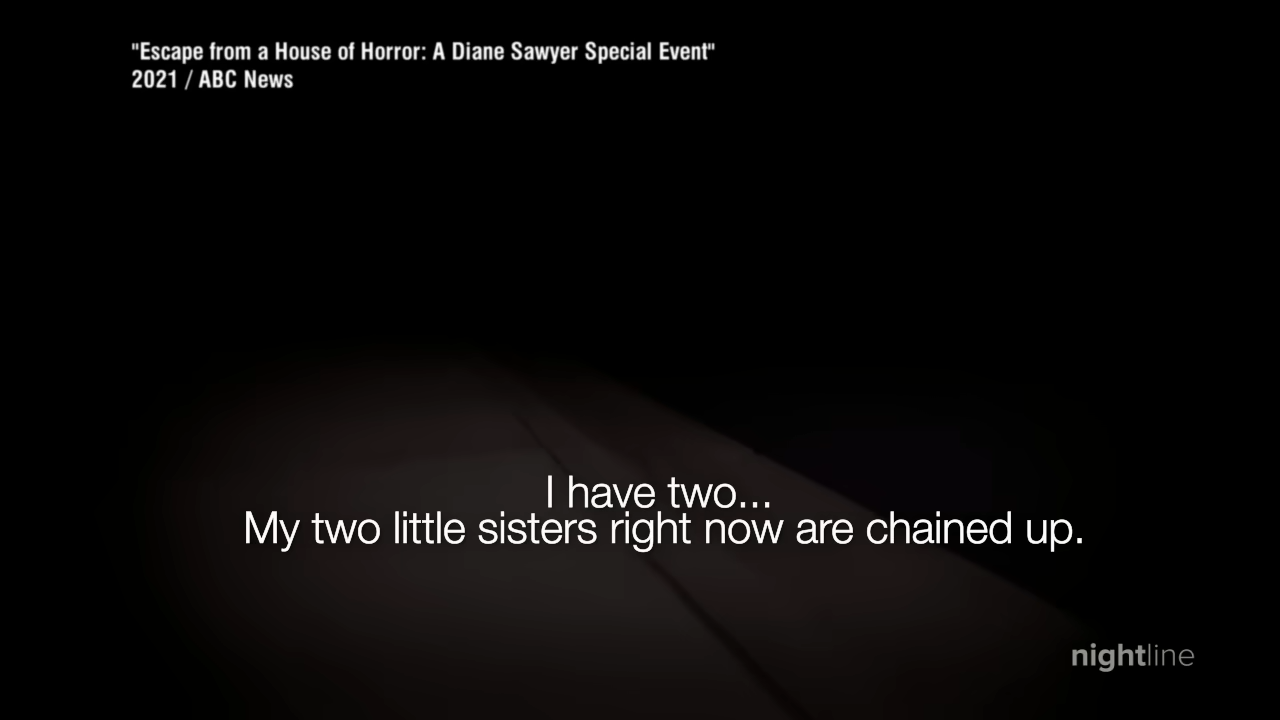 "Escape from a House of Horror: A Diane Sawyer Special Event"
2021 / ABC News
I have two...
My two little sisters right now are chained up.
nightline